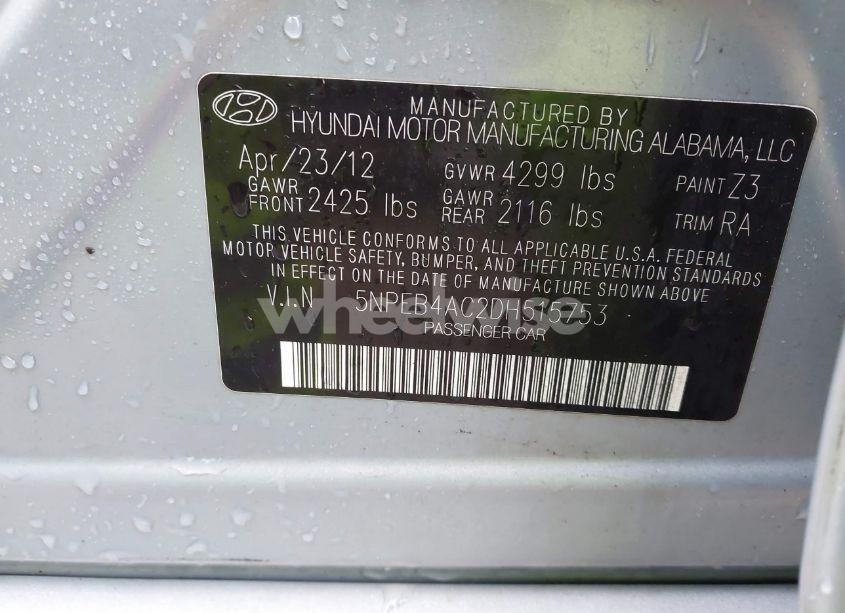 MANUFACTURED BY
HYUNDAI MOTOR MANUFACTURING ALABAMA, LLC
Apr/23/12 GVWR 4299 lbs PAINT Z3
GAWR FRONT 2425 lbs GAWR REAR 2116 lbs TRIM RA
THIS VEHICLE CONFORMS TO ALL APPLICABLE U.S.A. FEDERAL
MOTOR VEHICLE SAFETY, BUMPER, AND THEFT PREVENTION STANDARDS
IN EFFECT ON THE DATE OF MANUFACTURE SHOWN ABOVE
V.I.N 5NPEB4AC2DH515753
wheelwise
PASSENGER CAR